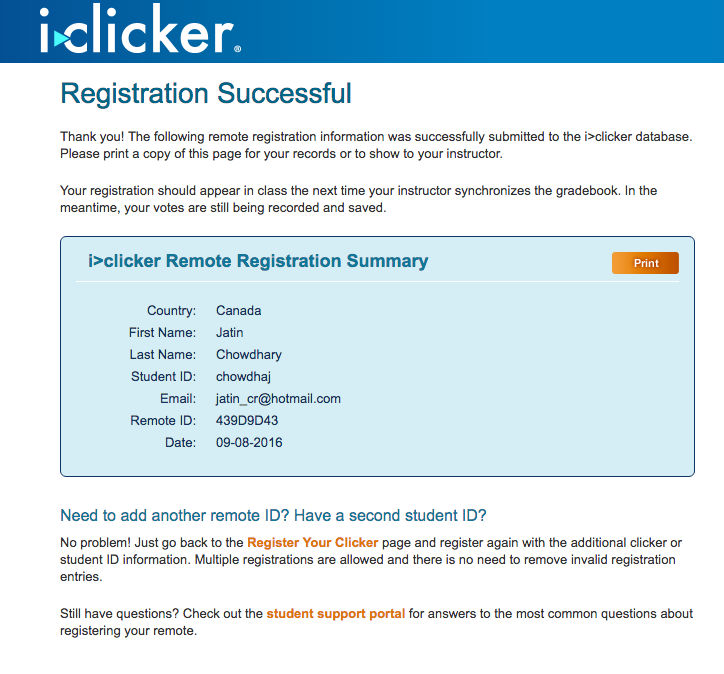 i>clicker®
Registration Successful
Thank you! The following remote registration information was successfully submitted to the i>clicker database.
Please print a copy of this page for your records or to show to your instructor.
Your registration should appear in class the next time your instructor synchronizes the gradebook. In the
meantime, your votes are still being recorded and saved.
i>clicker Remote Registration Summary
Print
Country: Canada
First Name: Jatin
Last Name: Chowdhary
Student ID: chowdhaj
Email: jatin_cr@hotmail.com
Remote ID: 439D9D43
Date: 09-08-2016
Need to add another remote ID? Have a second student ID?
No problem! Just go back to the Register Your Clicker page and register again with the additional clicker or
student ID information. Multiple registrations are allowed and there is no need to remove invalid registration
entries.
Still have questions? Check out the student support portal for answers to the most common questions about
registering your remote.